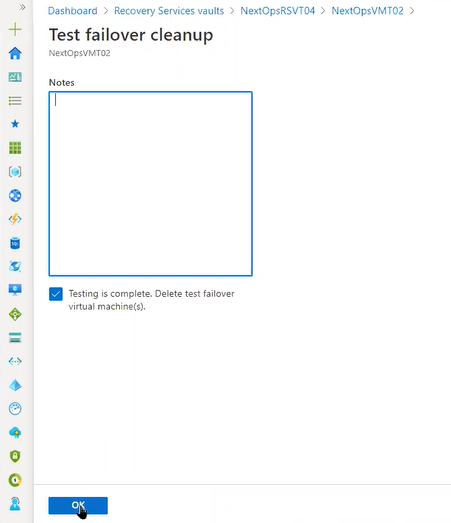 Dashboard > Recovery Services vaults > NextOpsRSVT04 > NextOpsVMT02 >
Test failover cleanup
NextOpsVMT02
Notes
Testing is complete. Delete test failover
virtual machine(s).
OK